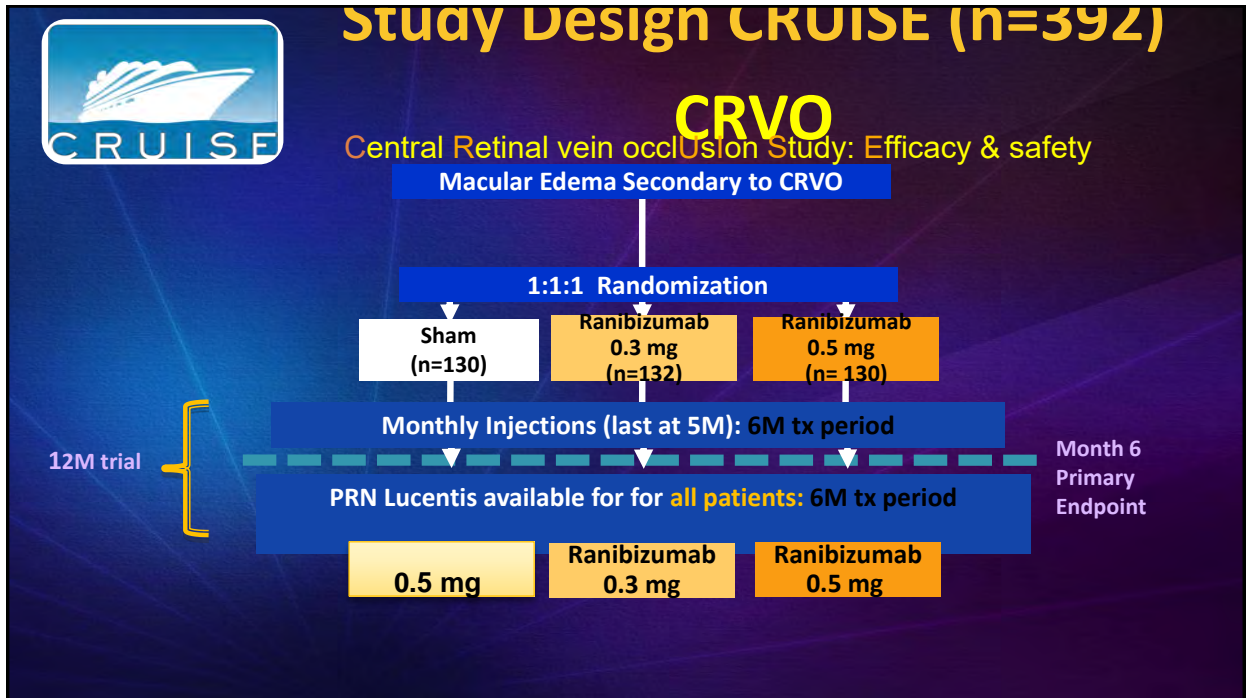 Study Design CRUISE (n=392)
CRUISE
CRVO
Central Retinal vein occlUsIon Study: Efficacy & safety
Macular Edema Secondary to CRVO
1:1:1 Randomization
Sham
(n=130)
Ranibizumab
0.3 mg
(n=132)
Ranibizumab
0.5 mg
(n= 130)
Monthly Injections (last at 5M): 6M tx period
12M trial
Month 6
Primary
Endpoint
PRN Lucentis available for for all patients: 6M tx period
0.5 mg
Ranibizumab
0.3 mg
Ranibizumab
0.5 mg